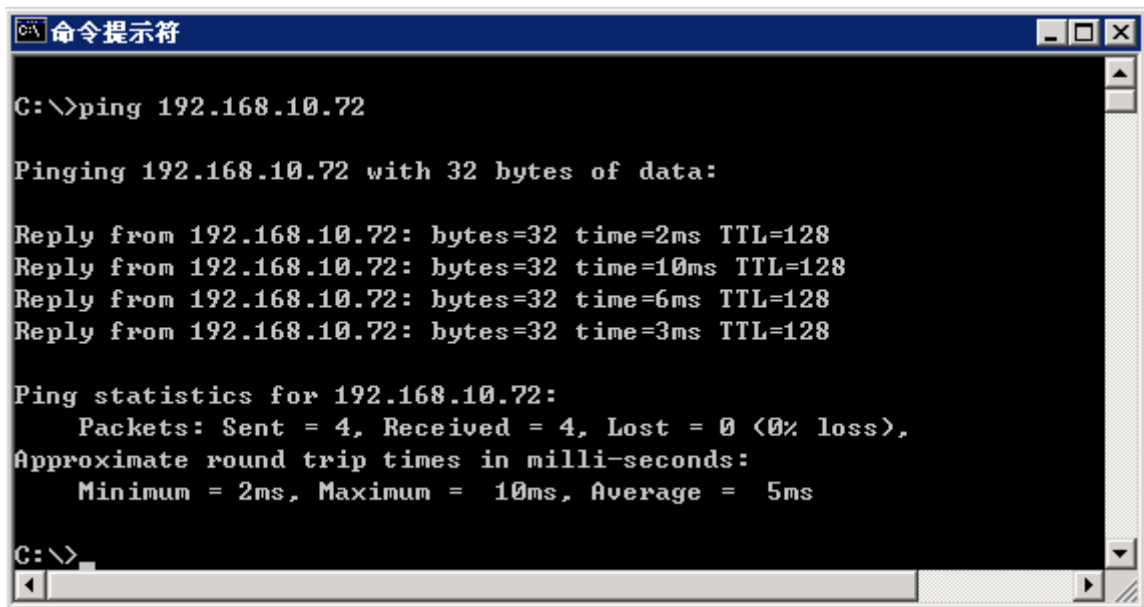 命令提示符
C:\>ping 192.168.10.72
Pinging 192.168.10.72 with 32 bytes of data:
Reply from 192.168.10.72: bytes=32 time=2ms TTL=128
Reply from 192.168.10.72: bytes=32 time=10ms TTL=128
Reply from 192.168.10.72: bytes=32 time=6ms TTL=128
Reply from 192.168.10.72: bytes=32 time=3ms TTL=128
Ping statistics for 192.168.10.72:
    Packets: Sent = 4, Received = 4, Lost = 0 (0% loss),
Approximate round trip times in milli-seconds:
    Minimum = 2ms, Maximum =  10ms, Average =  5ms
C:\>_